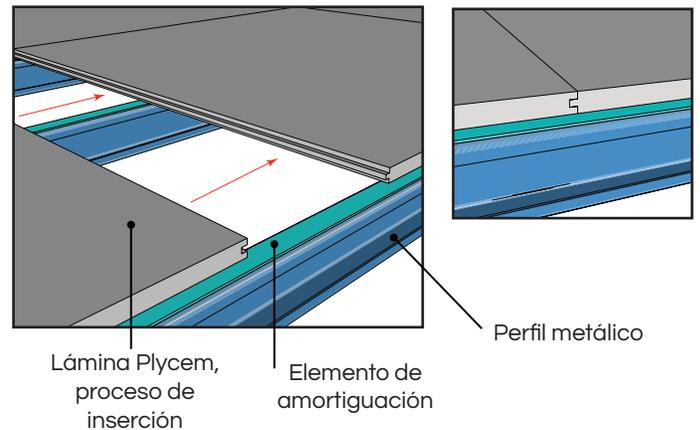 Perfil metálico
Lámina Plycem,
proceso de
inserción
Elemento de
amortiguación